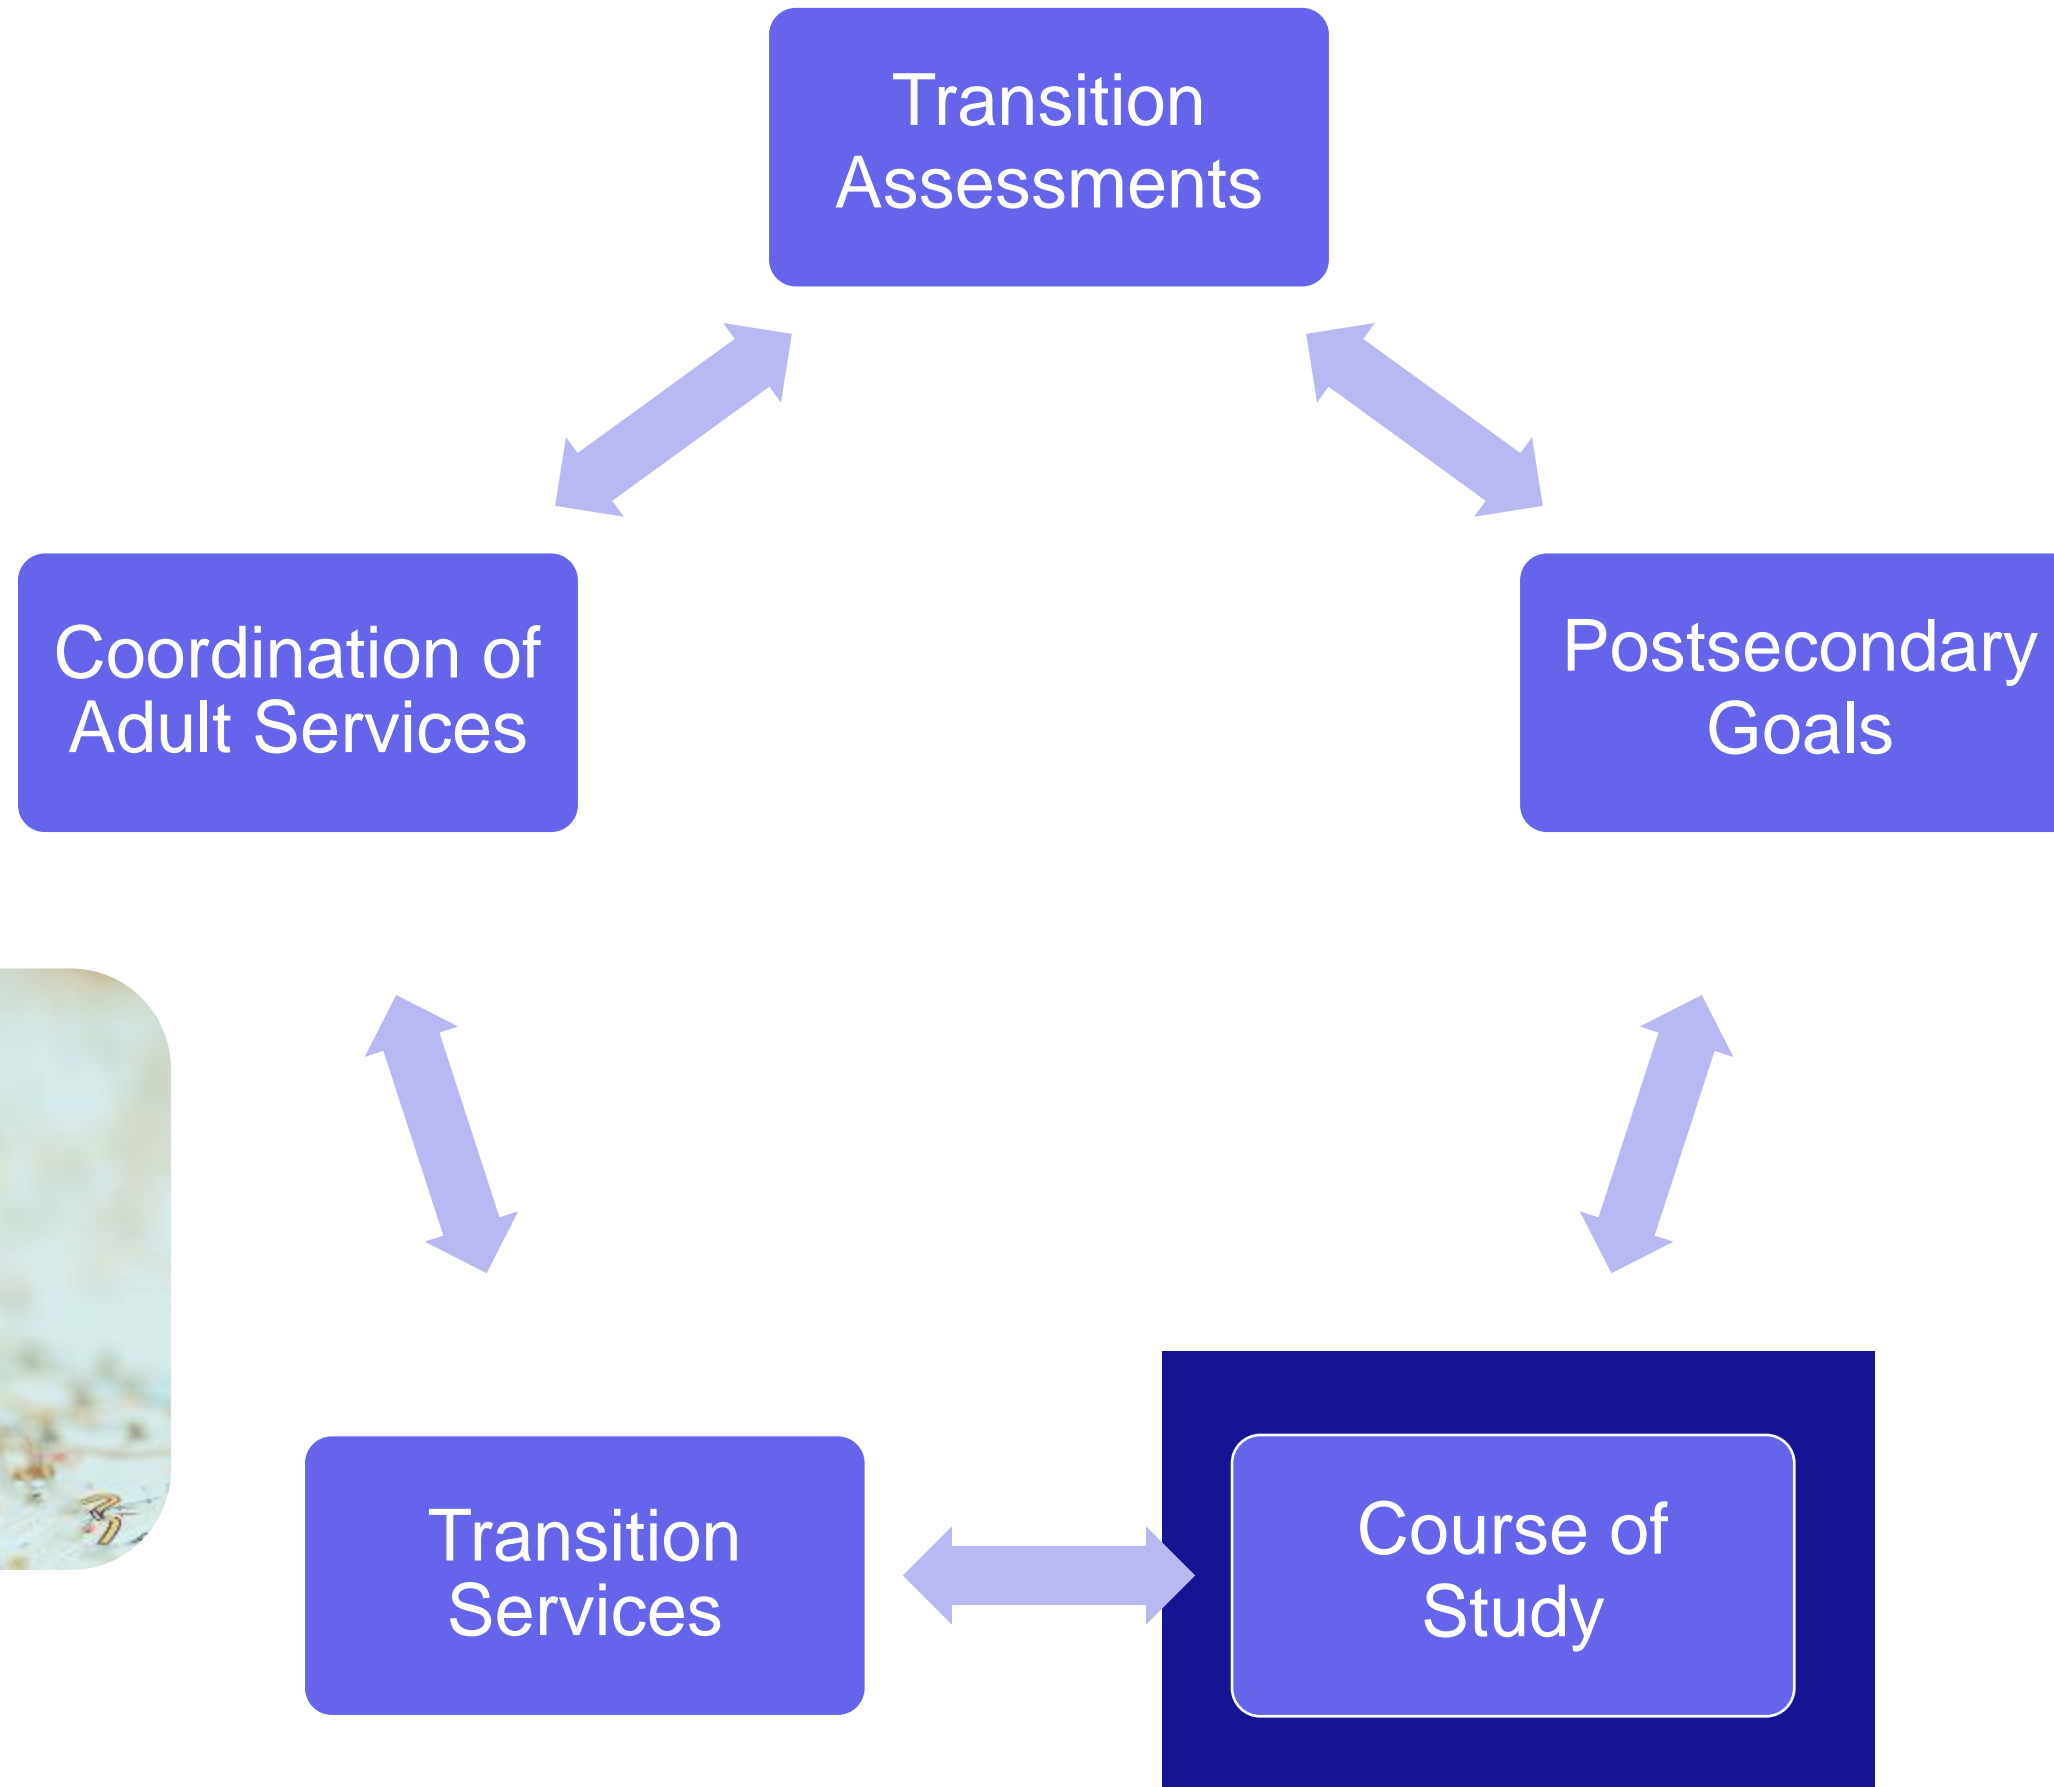 Transition
Assessments
Coordination of
Adult Services
Postsecondary
Goals
Transition
Services
Course of
Study